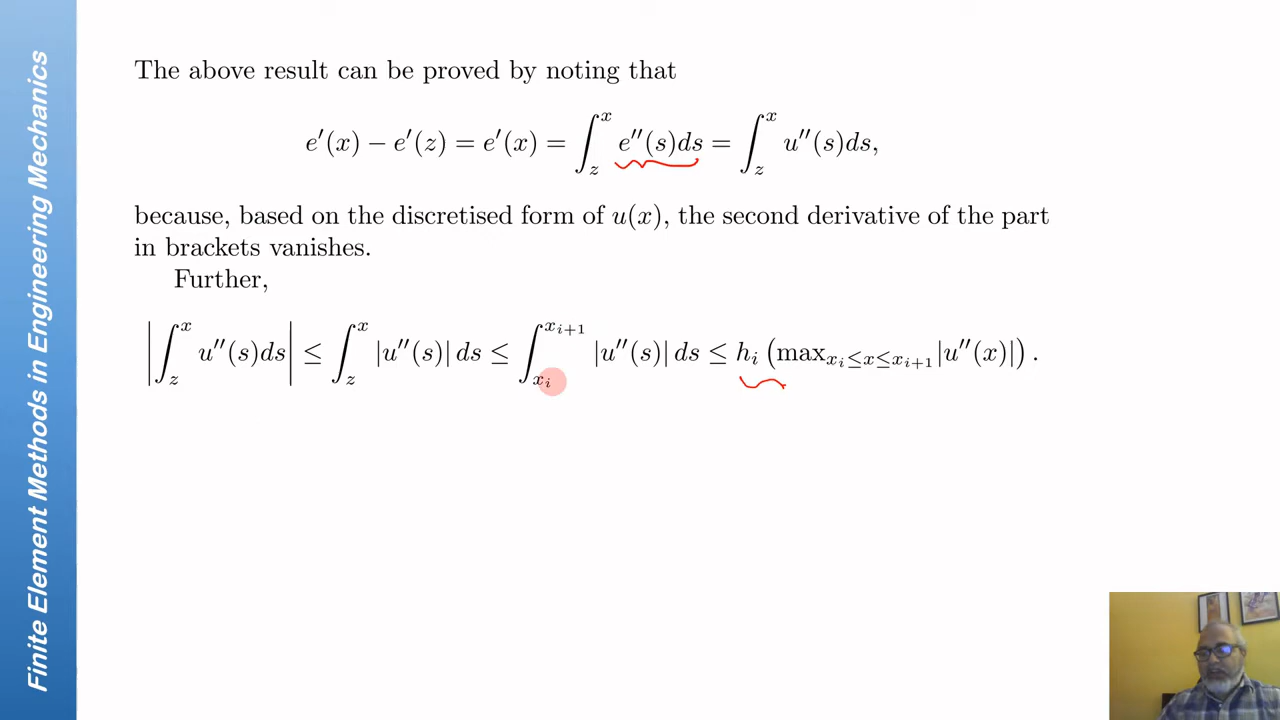 Finite Element Methods in Engineering Mechanics
The above result can be proved by noting that
e′(x) − e′(z) = e′(x) = ∫_z^x e′′(s)ds = ∫_z^x u′′(s)ds,
because, based on the discretised form of u(x), the second derivative of the part
in brackets vanishes.
Further,
|∫_z^x u′′(s)ds| ≤ ∫_z^x |u′′(s)| ds ≤ ∫_{x_i}^{x_{i+1}} |u′′(s)| ds ≤ h_i (max_{x_i≤x≤x_{i+1}} |u′′(x)|) .